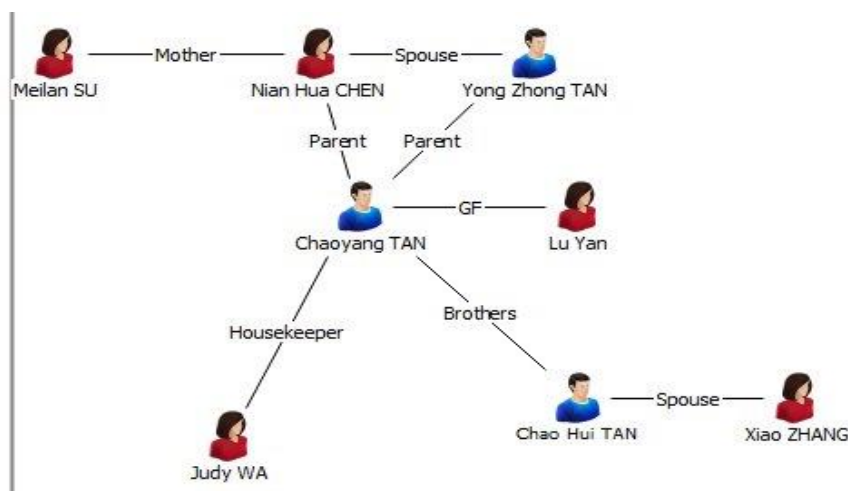 Mother
Spouse
Meilan SU
Nian Hua CHEN
Yong Zhong TAN
Parent
Parent
GF
Chaoyang TAN
Lu Yan
Brothers
Housekeeper
Spouse
Chao Hui TAN
Xiao ZHANG
Judy WA